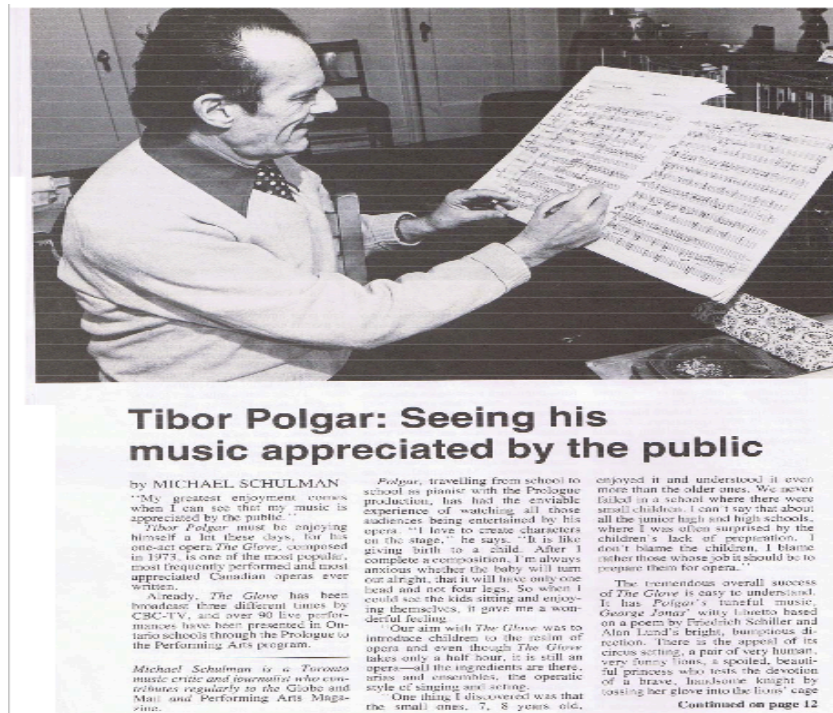 Tibor Polgar: Seeing his
music appreciated by the public
by MICHAEL SCHULMAN
"My greatest enjoyment comes
when I can see that my music is
appreciated by the public."
Tibor Polgar must be enjoying
himself a lot these days, for his
one-act opera The Glove, composed
in 1973, is one of the most popular,
most frequently performed and most
appreciated Canadian operas ever
written.
Already, The Glove has been
broadcast three different times by
CBC-TV, and over 90 live perfor-
mances have been presented in On-
tario schools through the Prologue to
the Performing Arts program.
Michael Schulman is a Toronto
music critic and journalist who con-
tributes regularly to the Globe and
Mail and Performing Arts Maga-
zine.
Polgar, travelling from school to
school as pianist with the Prologue
production, has had the enviable
experience of watching all those
audiences being entertained by his
opera. "I love to create characters
on the stage," he says. "It is like
giving birth to a child. After I
complete a composition, I'm always
anxious whether the baby will turn
out alright, that it will have only one
head and not four legs. So when I
could see the kids sitting and enjoy-
ing themselves, it gave me a won-
derful feeling.
"Our aim with The Glove was to
introduce children to the realm of
opera and even though The Glove
takes only a half hour, it is still an
opera—all the ingredients are there,
arias and ensembles, the operatic
style of singing and acting.
"One thing I discovered was that
the small ones, 7, 8 years old,
enjoyed it and understood it even
more than the older ones. We never
failed in a school where there were
small children. I can't say that about
all the junior high and high schools,
where I was often surprised by the
children's lack of preparation. I
don't blame the children, I blame
rather those whose job it should be to
prepare them for opera."
The tremendous overall success
of The Glove is easy to understand.
It has Polgar's tuneful music,
George Jonas' witty libretto based
on a poem by Friedrich Schiller and
Alan Lund's bright, bumptious di-
rection. There is the appeal of its
circus setting, a pair of very human,
very funny lions, a spoiled, beauti-
ful princess who tests the devotion
of a brave, handsome knight by
tossing her glove into the lions' cage
Continued on page 12